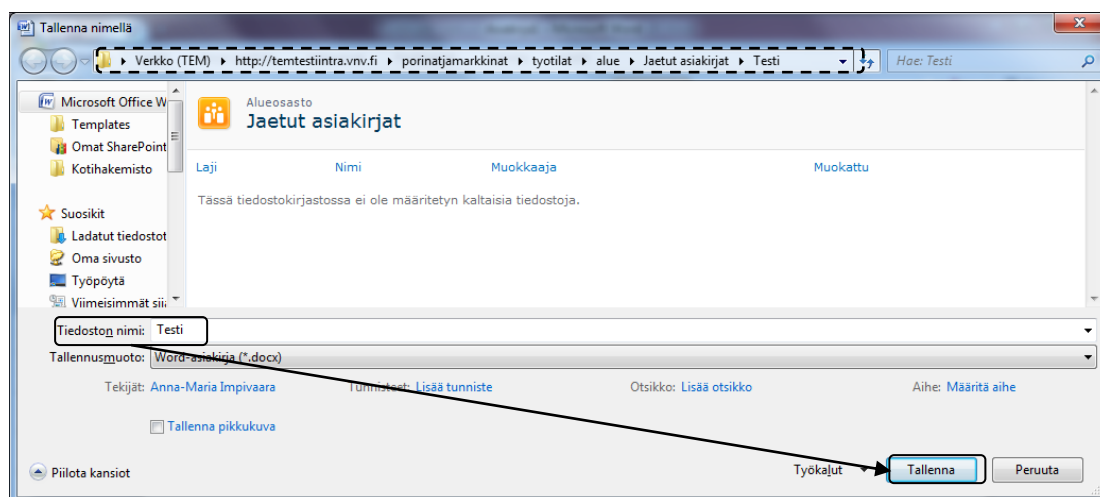 Tallenna nimellä
Verkko (TEM) ▸ http://temtestiintra.vnv.fi ▸ porinatjamarkkinat ▸ tyotilat ▸ alue ▸ Jaetut asiakirjat ▸ Testi
Hae: Testi
Microsoft Office W
Templates
Omat SharePoint
Kotihakemisto
Suosikit
Ladatut tiedostot
Oma sivusto
Työpöytä
Viimeisimmät sii
Alueosasto
Jaetut asiakirjat
Laji Nimi Muokkaaja Muokattu
Tässä tiedostokirjastossa ei ole määritetyn kaltaisia tiedostoja.
Tiedoston nimi: Testi
Tallennusmuoto: Word-asiakirja (*.docx)
Tekijät: Anna-Maria Impivaara Tunnisteet: Lisää tunniste Otsikko: Lisää otsikko Aihe: Määritä aihe
Tallenna pikkukuva
Piilota kansiot Työkalut Tallenna Peruuta